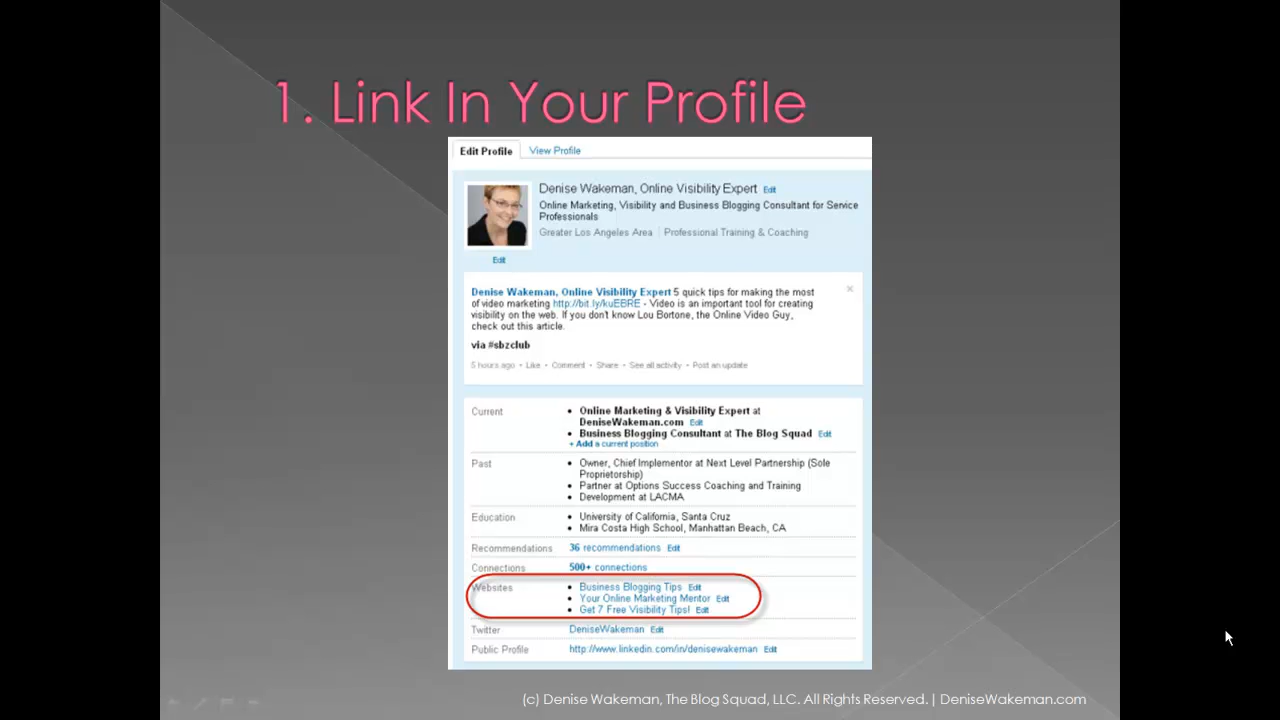 1. Link In Your Profile
Edit Profile View Profile
Denise Wakeman, Online Visibility Expert Edit
Online Marketing, Visibility and Business Blogging Consultant for Service
Professionals
Greater Los Angeles Area | Professional Training & Coaching
Edit
Denise Wakeman, Online Visibility Expert 5 quick tips for making the most
of video marketing http://bit.ly/kuEBRE - Video is an important tool for creating
visibility on the web. If you don't know Lou Bortone, the Online Video Guy,
check out this article.
via #sbzclub
5 hours ago • Like • Comment • Share • See all activity • Post an update
Current
• Online Marketing & Visibility Expert at
DeniseWakeman.com Edit
• Business Blogging Consultant at The Blog Squad Edit
+ Add a current position
Past
• Owner, Chief Implementor at Next Level Partnership (Sole
Proprietorship)
• Partner at Options Success Coaching and Training
• Development at LACMA
Education
• University of California, Santa Cruz
• Mira Costa High School, Manhattan Beach, CA
Recommendations 36 recommendations Edit
Connections 500+ connections
Websites
• Business Blogging Tips Edit
• Your Online Marketing Mentor Edit
• Get 7 Free Visibility Tips! Edit
Twitter DeniseWakeman Edit
Public Profile http://www.linkedin.com/in/denisewakeman Edit
(c) Denise Wakeman, The Blog Squad, LLC. All Rights Reserved. | DeniseWakeman.com